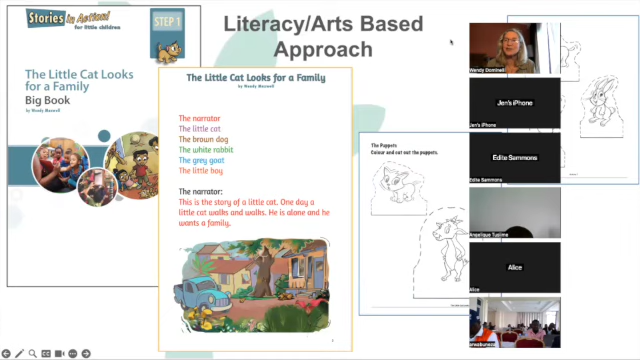 Literacy/Arts Based
Approach
Stories in Action!
for little children
STEP 1
The Little Cat Looks
for a Family
Big Book
by Wendy Maxwell
The Little Cat Looks for a Family
by Wendy Maxwell
The narrator
The little cat
The brown dog
The white rabbit
The grey goat
The little boy
The narrator:
This is the story of a little cat. One day a
little cat walks and walks. He is alone and he
wants a family.
The Puppets
Colour and cut out the puppets.
Wendy Dominell
Jen's iPhone
Jen's iPhone
Edite Sammons
Edite Sammons
Angelique Tuyiima
Alice
Alice